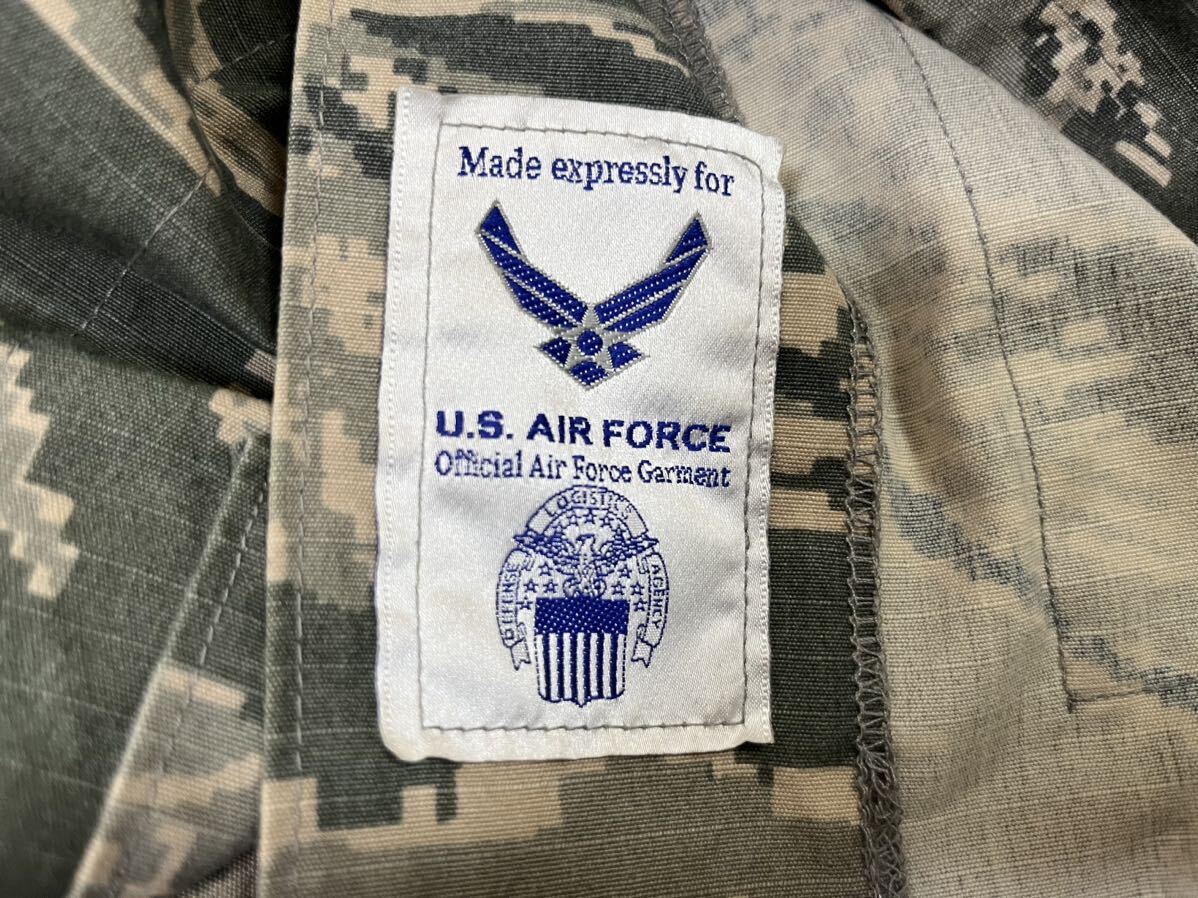 Made expressly for
U.S. AIR FORCE
Official Air Force Garment
DEFENSE LOGISTICS AGENCY